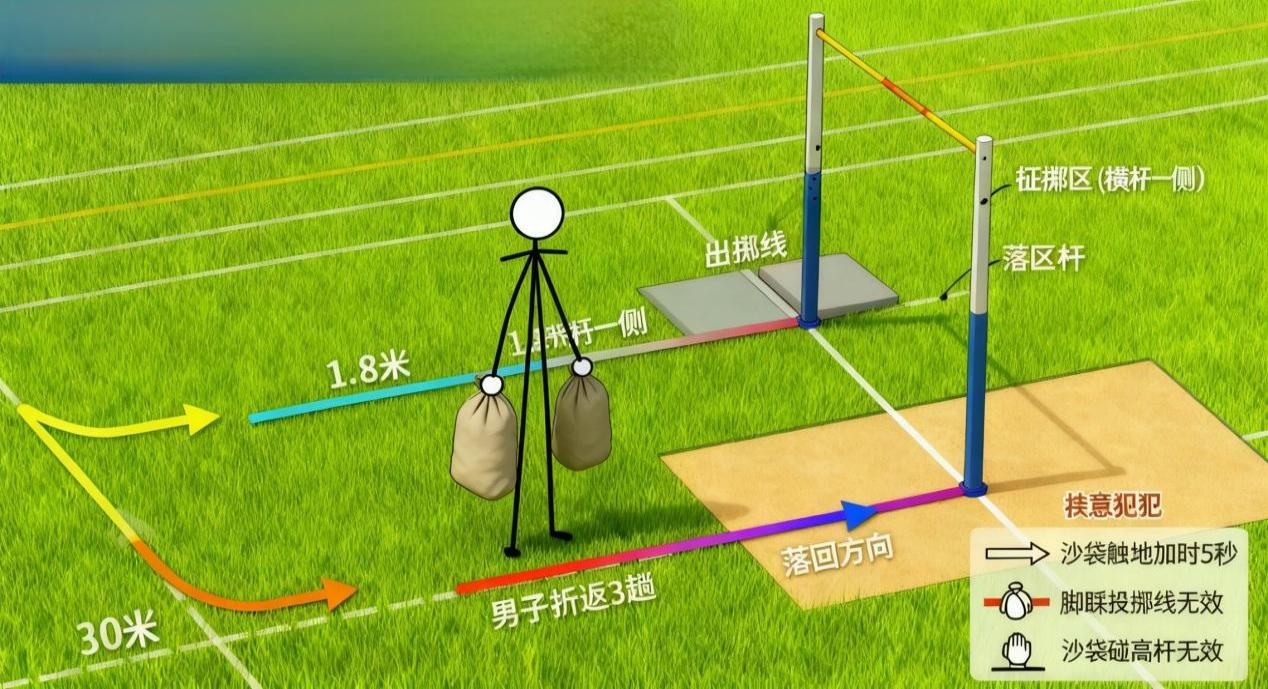 征掷区(横杆一侧)
落区杆
出掷线
杆一侧
1.8米
落回方向
男子折返3趟
30米
挟意犯犯
沙袋触地加时5秒
脚睬投掷线无效
沙袋碰高杆无效